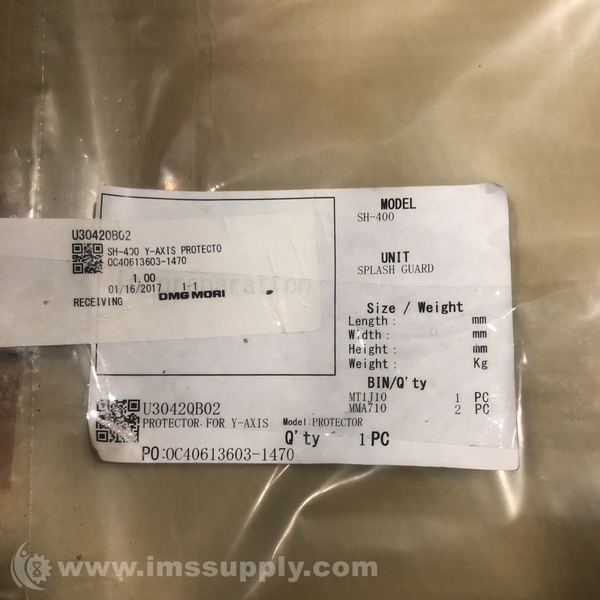 MODEL
SH-400
UNIT
SPLASH GUARD
Size / Weight
Length : mm
Width : mm
Height : mm
Weight : Kg
BIN/Q'ty
MT1J10 1 PC
MMA710 2 PC
U30420B02
SH-400 Y-AXIS PROTECTO
OC40613603-1470
1.00
01/16/2017 1-1
RECEIVING DMG MORI
U3042QB02
PROTECTOR FOR Y-AXIS Model:PROTECTOR
Q'ty 1 PC
PO:OC40613603-1470
www.imssupply.com